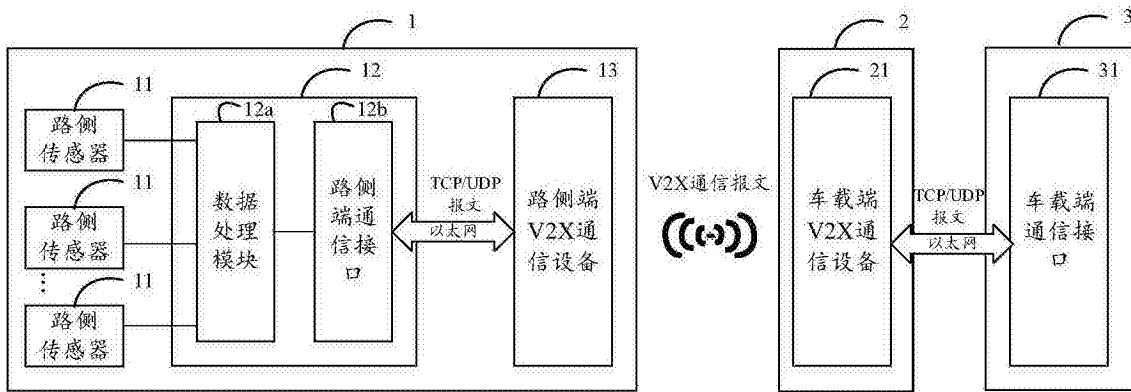 1
2
3
11
12
13
21
31
12a
12b
路侧
传感器
11
路侧
传感器
11
路侧
传感器
数据
处理
模块
路侧
端通
信接
口
TCP/UDP
报文
以太网
路侧端
V2X通
信设备
V2X通信报文
车载端
V2X通
信设备
TCP/UDP
报文
以太网
车载端
通信接
口